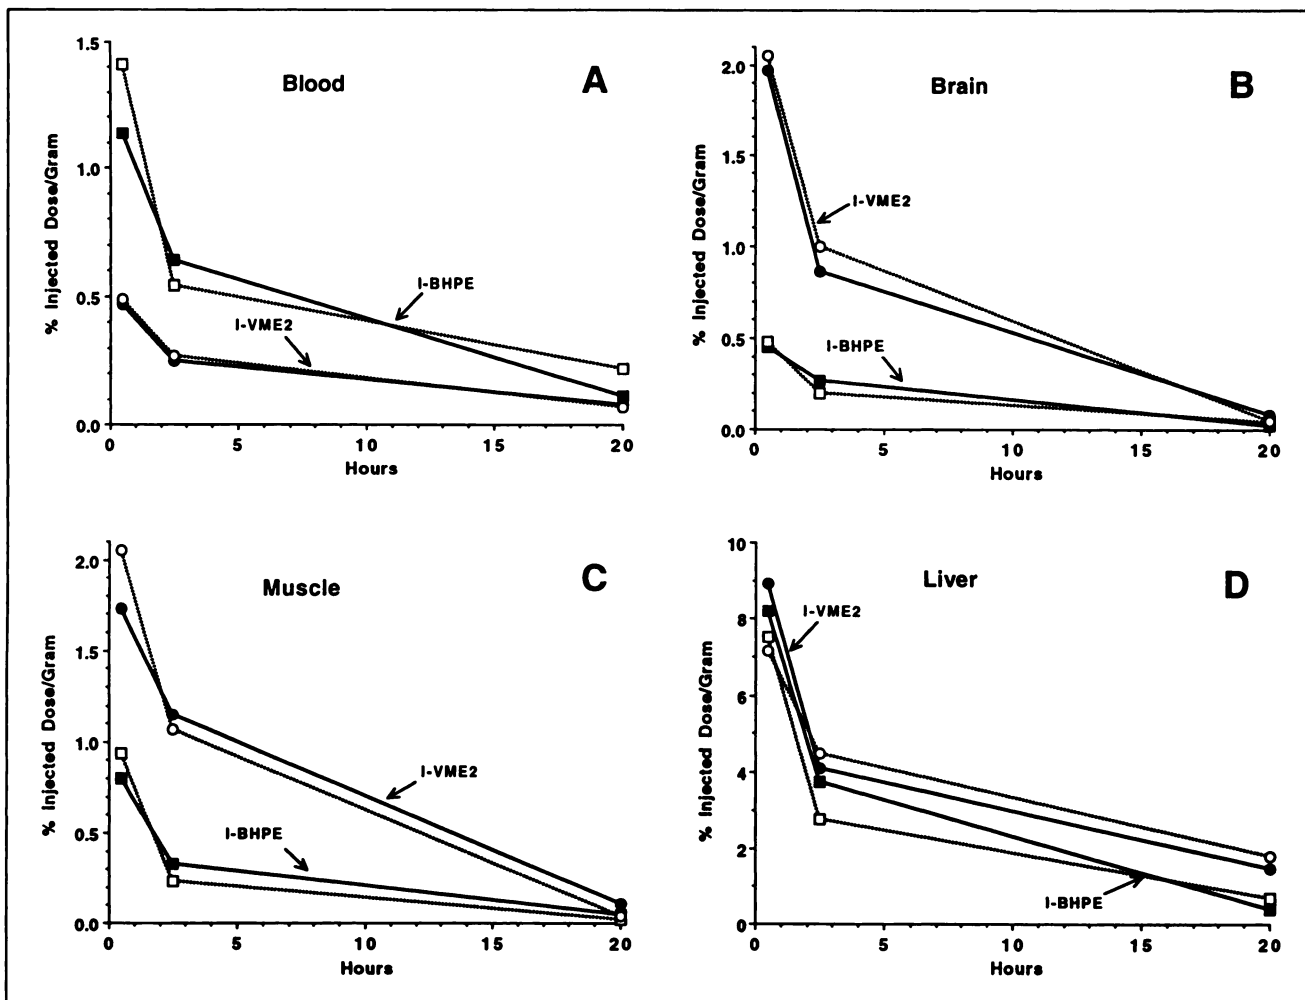 Blood
A
% Injected Dose/Gram
1.5
1.0
0.5
0.0
I-BHPE
I-VME2
0 5 10 15 20
Hours
Brain
B
% Injected Dose/Gram
2.0
1.5
1.0
0.5
0.0
I-VME2
I-BHPE
0 5 10 15 20
Hours
Muscle
C
% Injected Dose/Gram
2.0
1.5
1.0
0.5
0.0
I-VME2
I-BHPE
0 5 10 15 20
Hours
Liver
D
% Injected Dose/Gram
10
8
6
4
2
0
I-VME2
I-BHPE
0 5 10 15 20
Hours